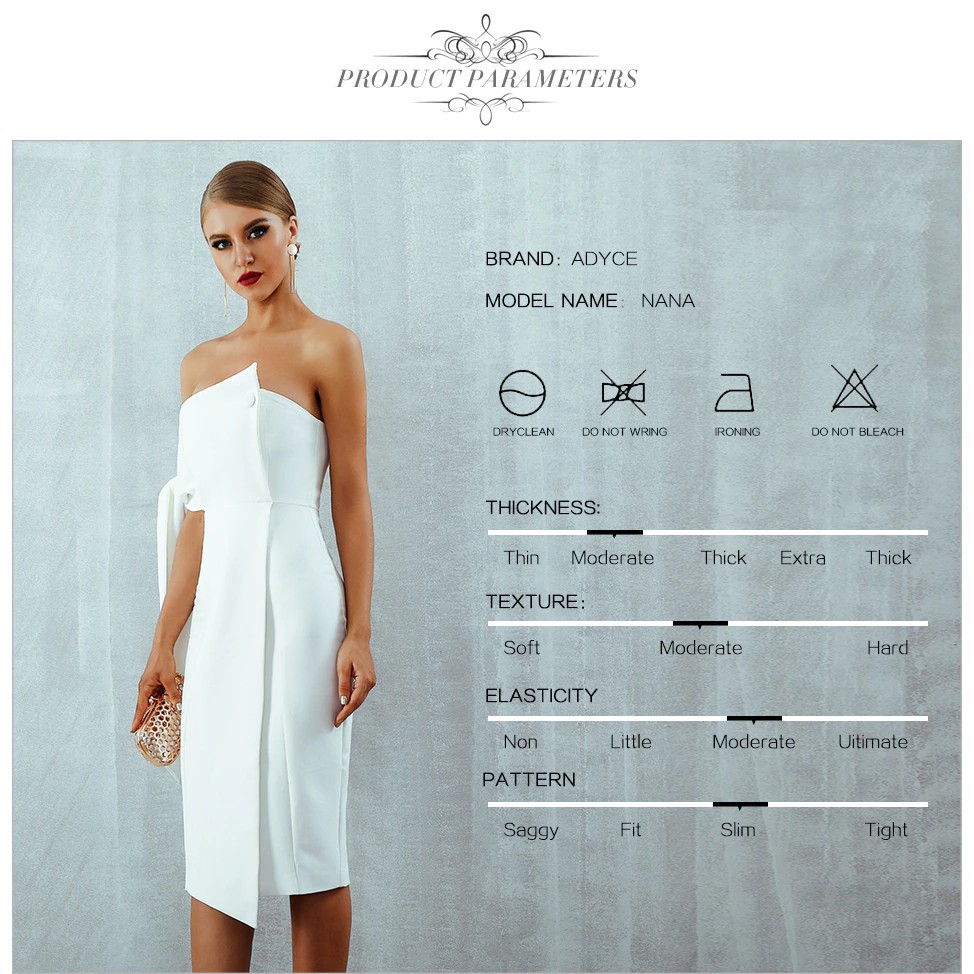 PRODUCT PARAMETERS
BRAND: ADYCE
MODEL NAME: NANA
DRYCLEAN DO NOT WRING IRONING DO NOT BLEACH
THICKNESS:
Thin Moderate Thick Extra Thick
TEXTURE:
Soft Moderate Hard
ELASTICITY
Non Little Moderate Uitimate
PATTERN
Saggy Fit Slim Tight